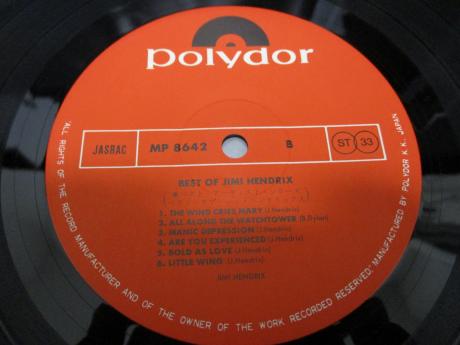 polydor
JASRAC MP 8642 B ST 33
BEST OF JIMI HENDRIX
1. THE WIND CRIES MARY (J.Hendrix)
2. ALL ALONG THE WATCHTOWER (B.Dylan)
3. MANIC DEPRESSION (J.Hendrix)
4. ARE YOU EXPERIENCED (J.Hendrix)
5. BOLD AS LOVE (J.Hendrix)
6. LITTLE WING (J.Hendrix)
JIMI HENDRIX
ALL RIGHTS OF THE RECORD MANUFACTURER AND OF THE OWNER OF THE WORK RECORDED RESERVED. MANUFACTURED BY POLYDOR K.K. JAPAN